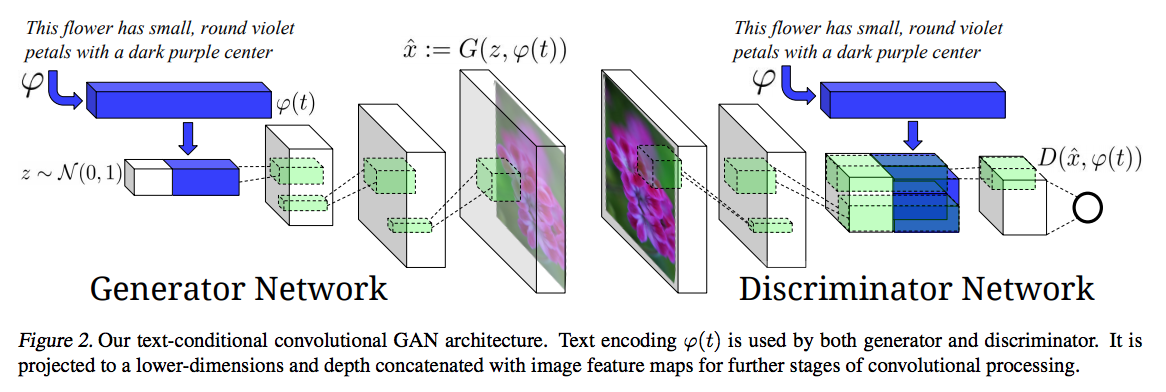 This flower has small, round violet
petals with a dark purple center
φ
φ(t)
z ∼ N(0, 1)
x̂ := G(z, φ(t))
Generator Network
This flower has small, round violet
petals with a dark purple center
φ
D(x̂, φ(t))
Discriminator Network
Figure 2. Our text-conditional convolutional GAN architecture. Text encoding φ(t) is used by both generator and discriminator. It is
projected to a lower-dimensions and depth concatenated with image feature maps for further stages of convolutional processing.